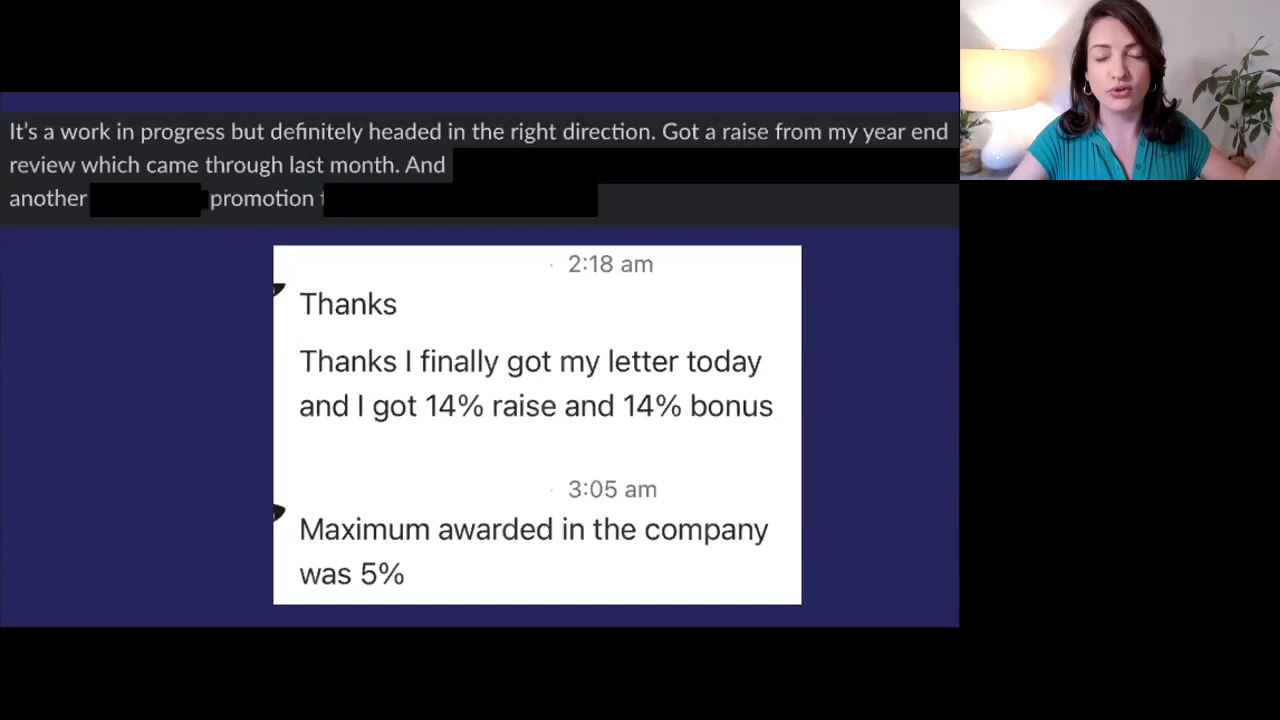 It's a work in progress but definitely headed in the right direction. Got a raise from my year end
review which came through last month. And
another promotion
2:18 am
Thanks
Thanks I finally got my letter today
and I got 14% raise and 14% bonus
3:05 am
Maximum awarded in the company
was 5%